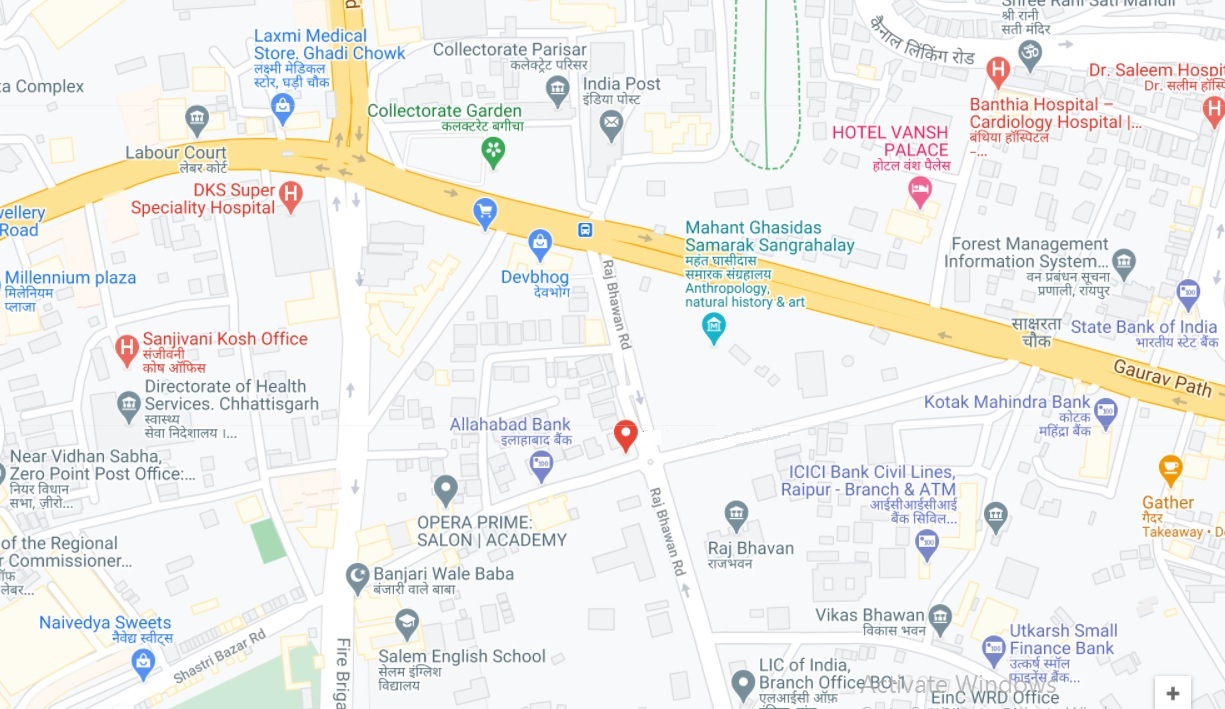 Shree Rani Sati Mandir
श्री रानी
सती मंदिर
Laxmi Medical
Store, Ghadi Chowk
लक्ष्मी मेडिकल
स्टोर, घड़ी चौक
Collectorate Parisar
कलेक्ट्रेट परिसर
कैनाल लिंकिंग रोड
India Post
इंडिया पोस्ट
Dr. Saleem Hospit
Dr. सलीम हॉस्पि
ta Complex
Collectorate Garden
कलक्टरेट बगीचा
Banthia Hospital –
Cardiology Hospital |...
बंथिया हॉस्पिटल
–...
HOTEL VANSH
PALACE
होटल वंश पैलेस
Labour Court
लेबर कोर्ट
DKS Super
Speciality Hospital
wellery
Road
Mahant Ghasidas
Samarak Sangrahalay
महंत घासीदास
समारक संग्रहालय
Anthropology,
natural history & art
Forest Management
Information System...
वन प्रबंधन सूचना
प्रणाली, रायपुर
Millennium plaza
मिलेनियम
प्लाजा
Devbhog
देवभोग
Raj Bhawan Rd
साक्षरता
चौक
State Bank of India
भारतीय स्टेट बैंक
Sanjivani Kosh Office
संजीवनी
कोष ऑफिस
Gaurav Path
Directorate of Health
Services. Chhattisgarh
स्वास्थ्य
सेवा निदेशालय ।...
Kotak Mahindra Bank
कोटक
महिंद्रा बैंक
Allahabad Bank
इलाहाबाद बैंक
Near Vidhan Sabha,
Zero Point Post Office:...
नियर विधान
सभा, ज़ीरो...
ICICI Bank Civil Lines,
Raipur - Branch & ATM
आईसीआईसीआई
बैंक सिविल...
Gather
गैदर
Takeaway • D
OPERA PRIME:
SALON | ACADEMY
Raj Bhawan Rd
Raj Bhavan
राजभवन
of the Regional
r Commissioner...
ऑफ
लेबर...
Banjari Wale Baba
बंजारी वाले बाबा
Vikas Bhawan
विकास भवन
Naivedya Sweets
नैवेद्य स्वीट्स
Shastri Bazar Rd
Fire Briga
Salem English School
सेलम इंग्लिश
विद्यालय
Utkarsh Small
Finance Bank
उत्कर्ष स्मॉल
फाइनेंस बैंक...
LIC of India,
Branch Office BO-1
एलआईसी ऑफ़
Activate Windows
EinC WRD Office